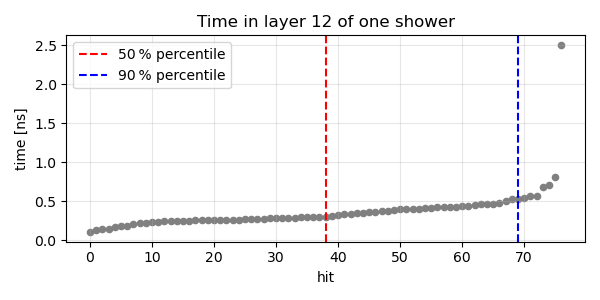 Time in layer 12 of one shower
50 % percentile
90 % percentile
2.5
2.0
1.5
1.0
0.5
0.0
time [ns]
0 10 20 30 40 50 60 70
hit